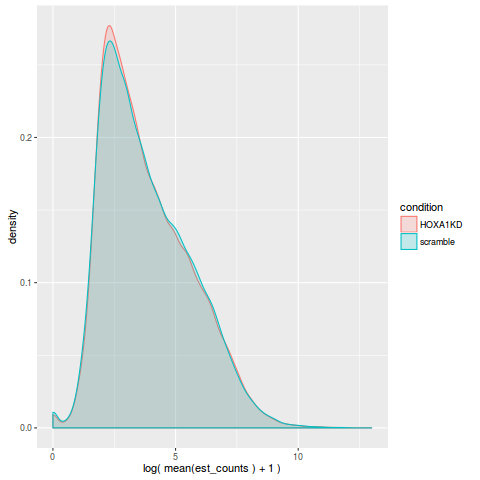 density
0.2
0.1
0.0
0
5
10
log( mean(est_counts ) + 1 )
condition
HOXA1KD
scramble